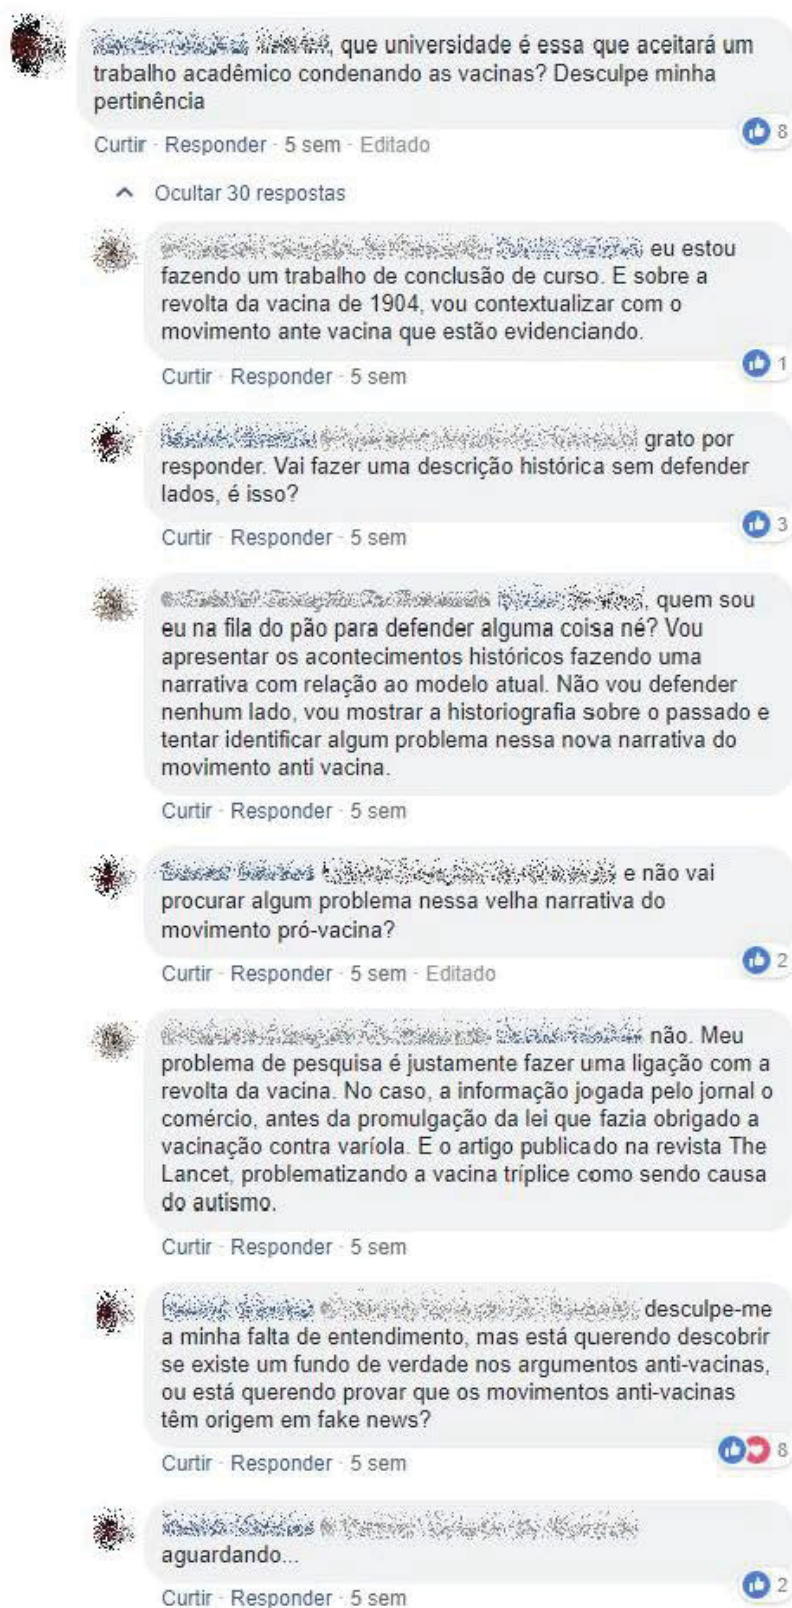 , que universidade é essa que aceitará um
trabalho acadêmico condenando as vacinas? Desculpe minha
pertinência
8
Curtir · Responder · 5 sem · Editado
Ocultar 30 respostas
eu estou
fazendo um trabalho de conclusão de curso. E sobre a
revolta da vacina de 1904, vou contextualizar com o
movimento ante vacina que estão evidenciando.
1
Curtir · Responder · 5 sem
grato por
responder. Vai fazer uma descrição histórica sem defender
lados, é isso?
3
Curtir · Responder · 5 sem
, quem sou
eu na fila do pão para defender alguma coisa né? Vou
apresentar os acontecimentos históricos fazendo uma
narrativa com relação ao modelo atual. Não vou defender
nenhum lado, vou mostrar a historiografia sobre o passado e
tentar identificar algum problema nessa nova narrativa do
movimento anti vacina.
Curtir · Responder · 5 sem
e não vai
procurar algum problema nessa velha narrativa do
movimento pró-vacina?
2
Curtir · Responder · 5 sem · Editado
não. Meu
problema de pesquisa é justamente fazer uma ligação com a
revolta da vacina. No caso, a informação jogada pelo jornal o
comércio, antes da promulgação da lei que fazia obrigado a
vacinação contra varíola. E o artigo publicado na revista The
Lancet, problematizando a vacina tríplice como sendo causa
do autismo.
Curtir · Responder · 5 sem
desculpe-me
a minha falta de entendimento, mas está querendo descobrir
se existe um fundo de verdade nos argumentos anti-vacinas,
ou está querendo provar que os movimentos anti-vacinas
têm origem em fake news?
8
Curtir · Responder · 5 sem
aguardando...
2
Curtir · Responder · 5 sem